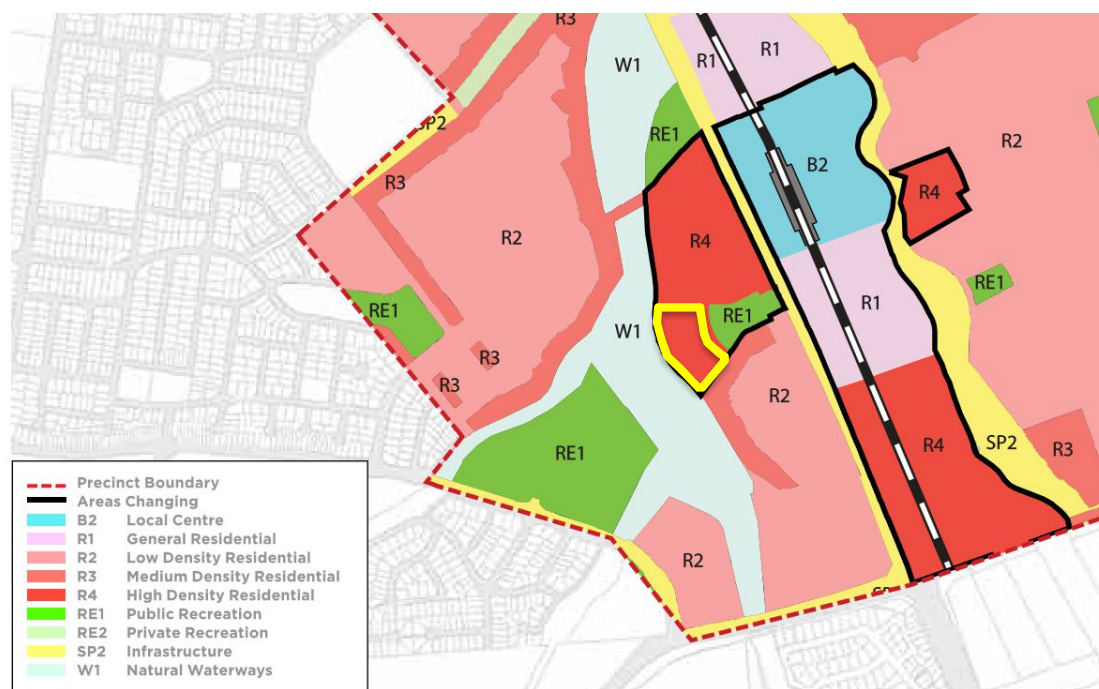 R3
W1
R1
R1
SP2
RE1
R2
B2
R3
R4
R2
R4
RE1
R1
RE1
W1
RE1
R3
R2
R3
RE1
R4
SP2
R3
R2
Precinct Boundary
Areas Changing
B2 Local Centre
R1 General Residential
R2 Low Density Residential
R3 Medium Density Residential
R4 High Density Residential
RE1 Public Recreation
RE2 Private Recreation
SP2 Infrastructure
W1 Natural Waterways